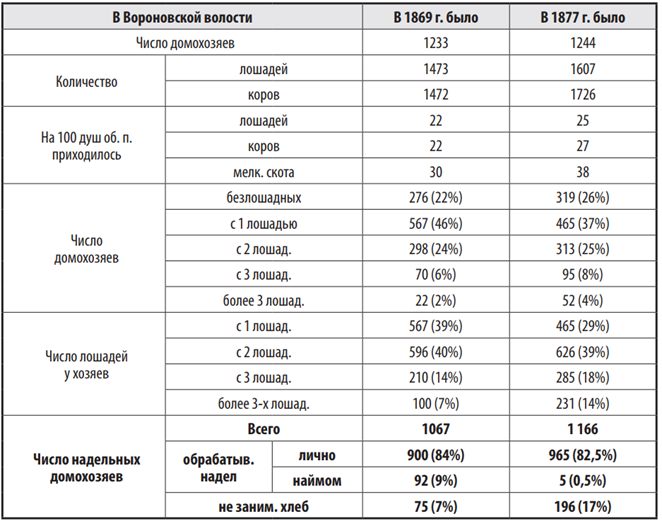 В Вороновской волости В 1869 г. было В 1877 г. было
Число домохозяев 1233 1244
Количество
лошадей 1473 1607
коров 1472 1726
На 100 душ об. п.
приходилось
лошадей 22 25
коров 22 27
мелк. скота 30 38
Число
домохозяев
безлошадных 276 (22%) 319 (26%)
с 1 лошадью 567 (46%) 465 (37%)
с 2 лошад. 298 (24%) 313 (25%)
с 3 лошад. 70 (6%) 95 (8%)
более 3 лошад. 22 (2%) 52 (4%)
Число лошадей
у хозяев
с 1 лошад. 567 (39%) 465 (29%)
с 2 лошад. 596 (40%) 626 (39%)
с 3 лошад. 210 (14%) 285 (18%)
более 3-х лошад. 100 (7%) 231 (14%)
Число надельных
домохозяев
Всего 1067 1 166
обрабатыв.
надел
лично 900 (84%) 965 (82,5%)
наймом 92 (9%) 5 (0,5%)
не заним. хлеб 75 (7%) 196 (17%)